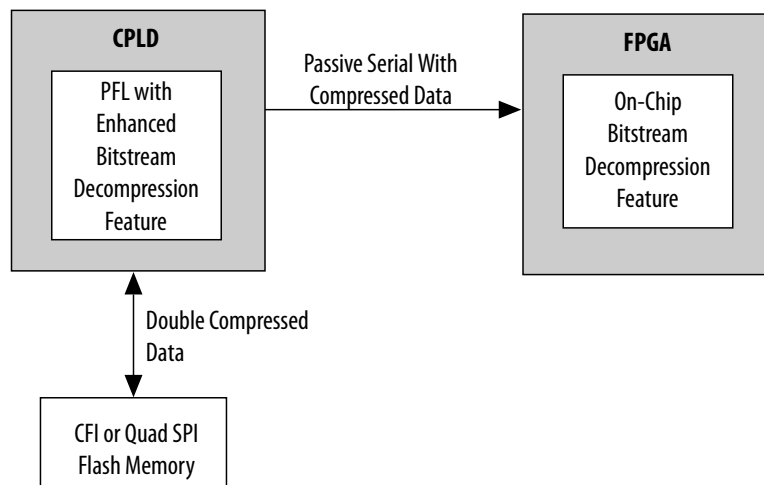 CPLD
PFL with
Enhanced
Bitstream
Decompression
Feature
Passive Serial With
Compressed Data
FPGA
On-Chip
Bitstream
Decompression
Feature
Double Compressed
Data
CFI or Quad SPI
Flash Memory